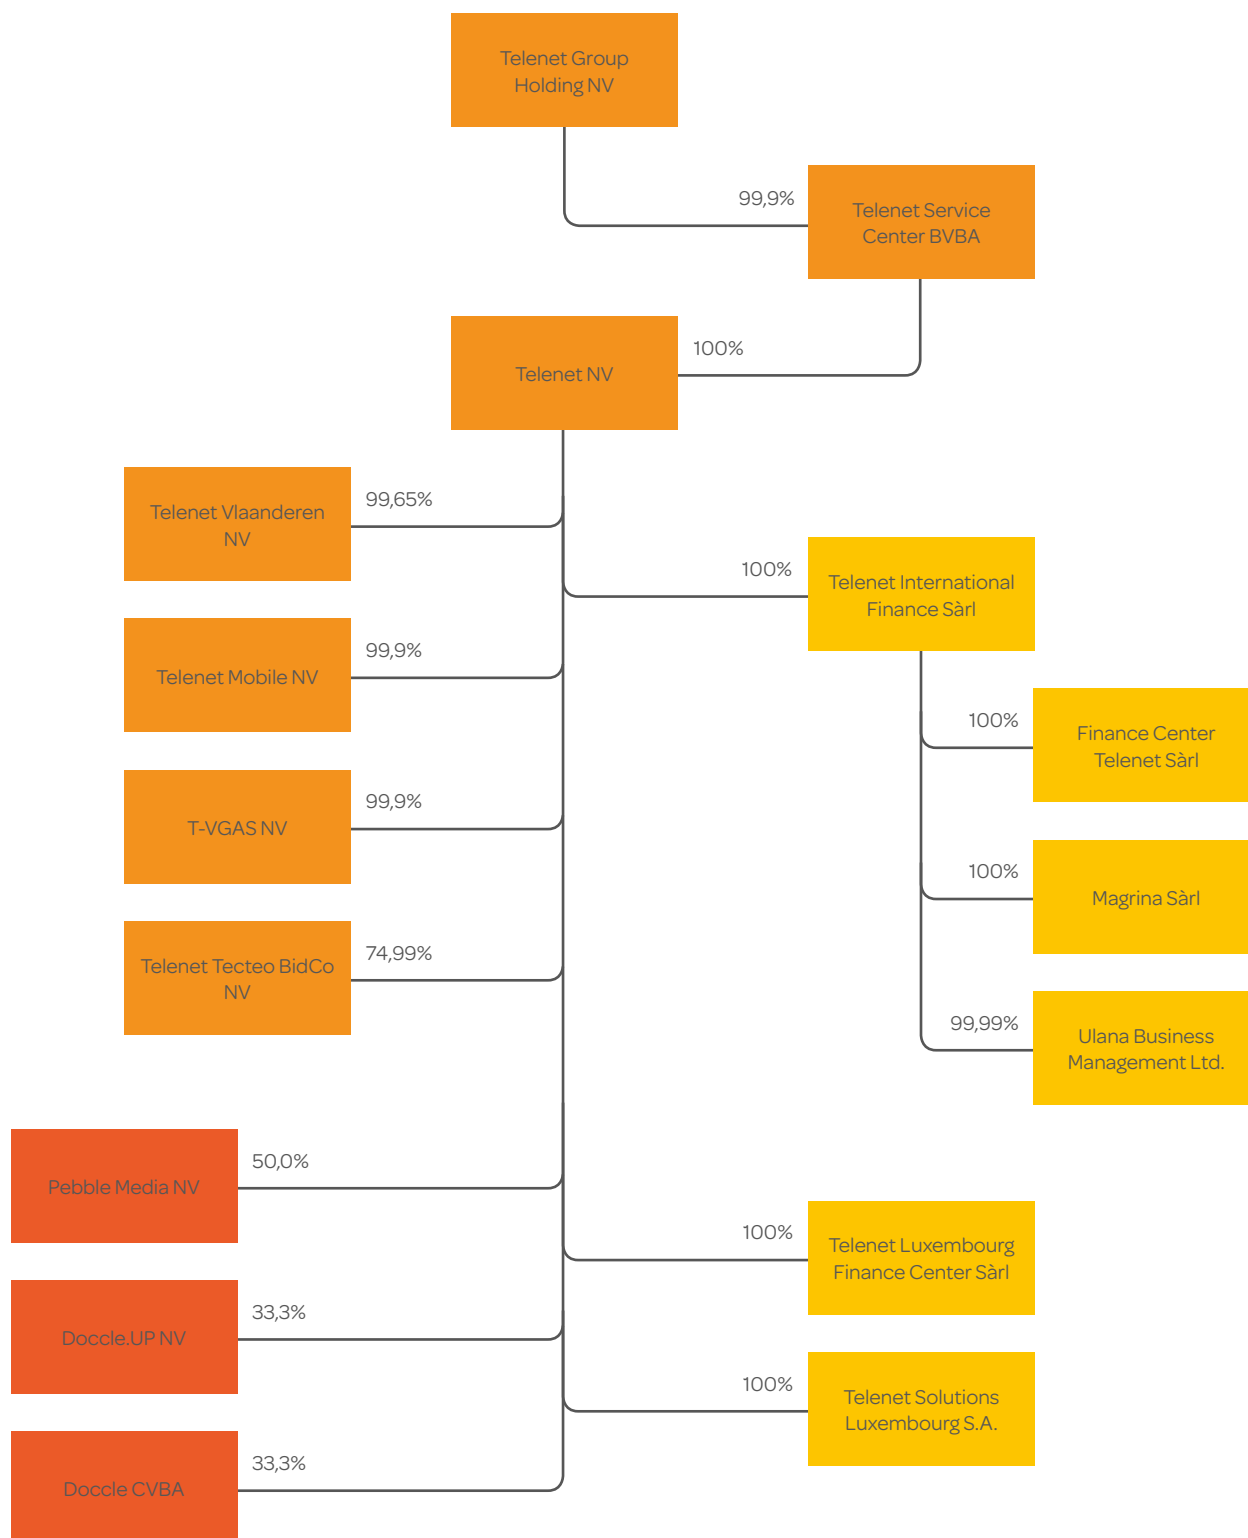 Telenet Group
Holding NV
99,9%
Telenet Service
Center BVBA
Telenet NV
100%
Telenet Vlaanderen
NV
99,65%
100%
Telenet International
Finance Sàrl
Telenet Mobile NV
99,9%
100%
Finance Center
Telenet Sàrl
T-VGAS NV
99,9%
100%
Magrina Sàrl
Telenet Tecteo BidCo
NV
74,99%
99,99%
Ulana Business
Management Ltd.
Pebble Media NV
50,0%
100%
Telenet Luxembourg
Finance Center Sàrl
Doccle.UP NV
33,3%
100%
Telenet Solutions
Luxembourg S.A.
Doccle CVBA
33,3%